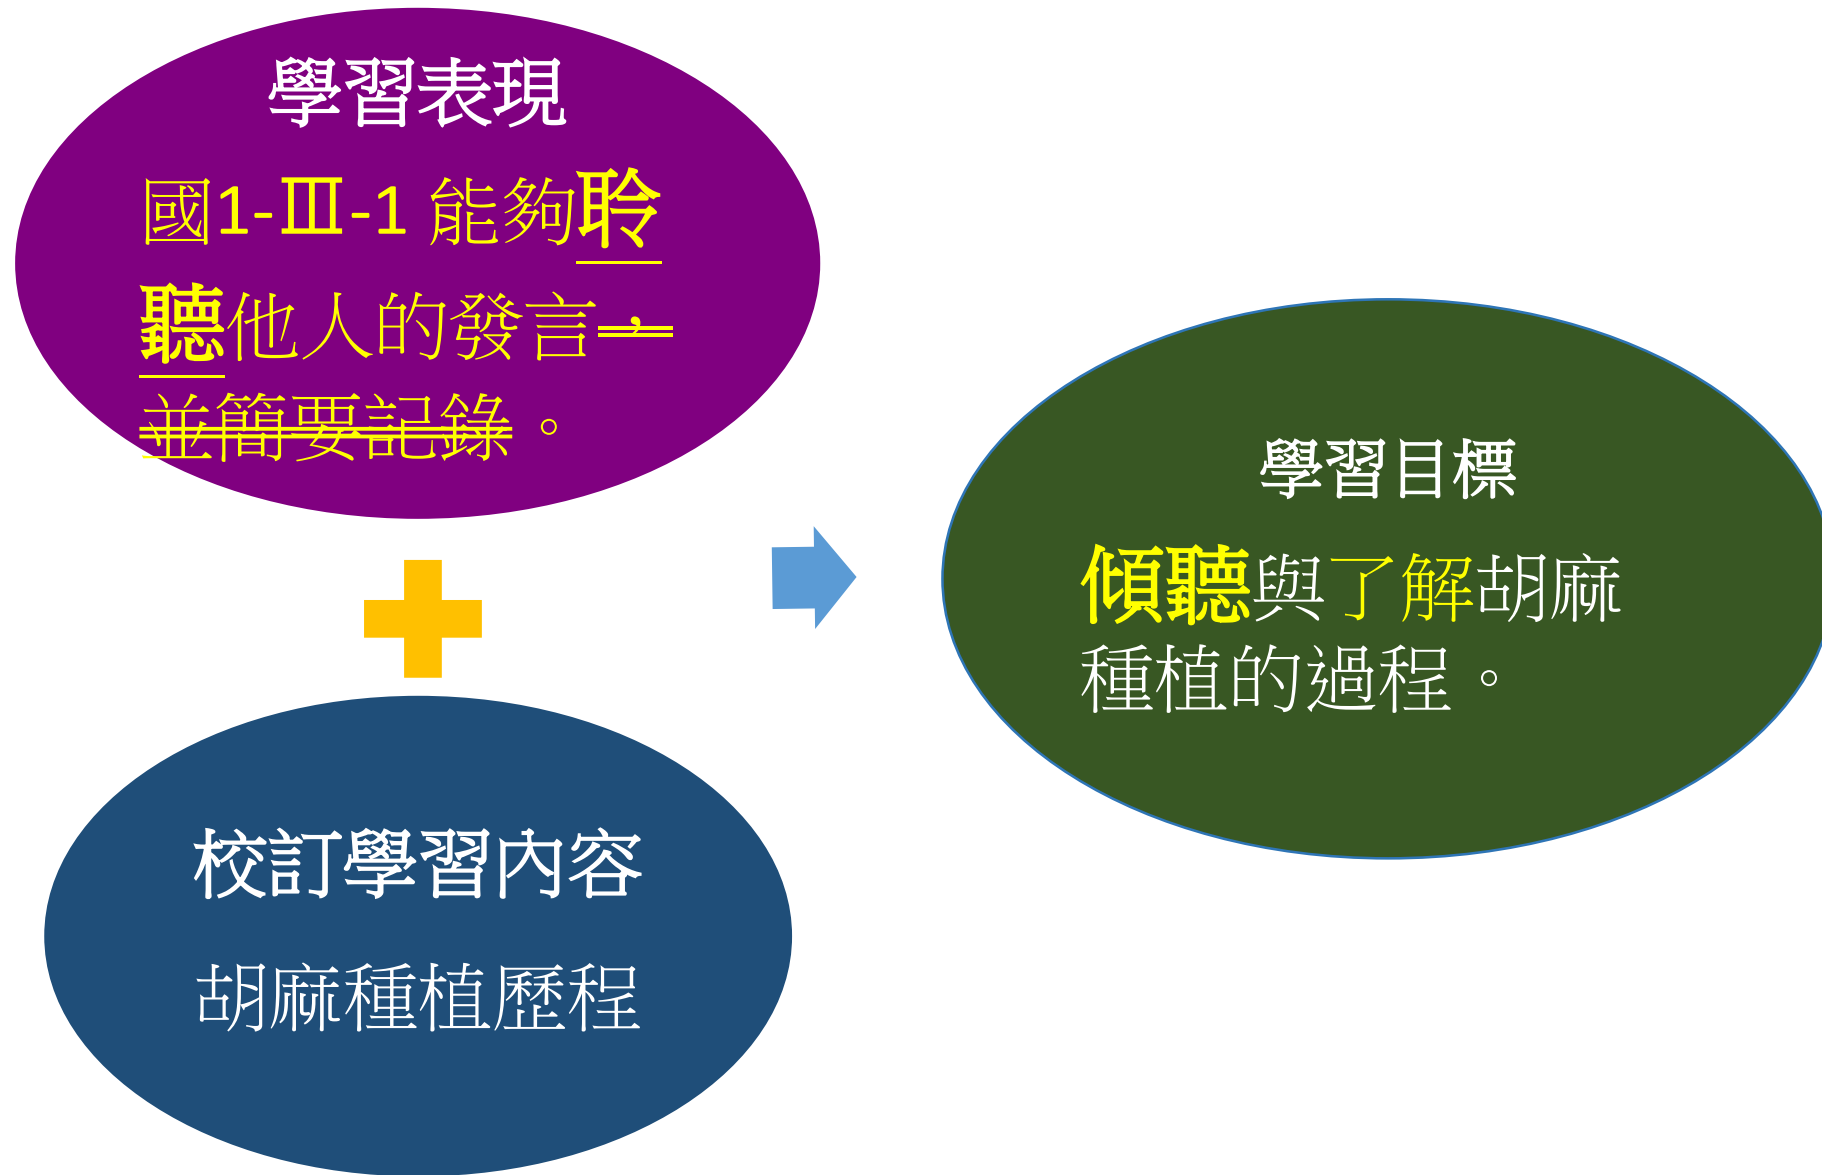 學習表現
國1-Ⅲ-1 能夠聆
聽他人的發言，
並簡要記錄。
校訂學習內容
胡麻種植歷程
學習目標
傾聽與了解胡麻
種植的過程。